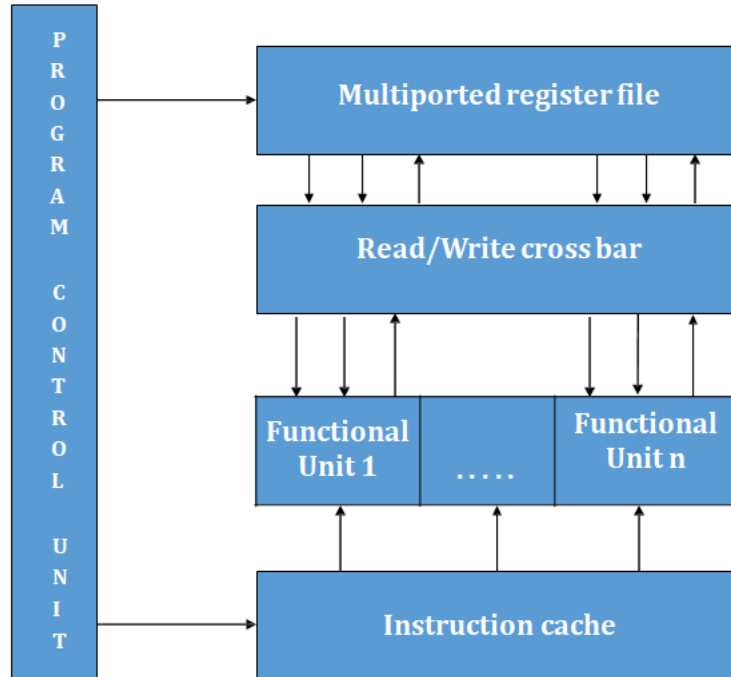 PROGRAM CONTROL UNIT
Multiported register file
Read/Write cross bar
Functional
Unit 1
.....
Functional
Unit n
Instruction cache